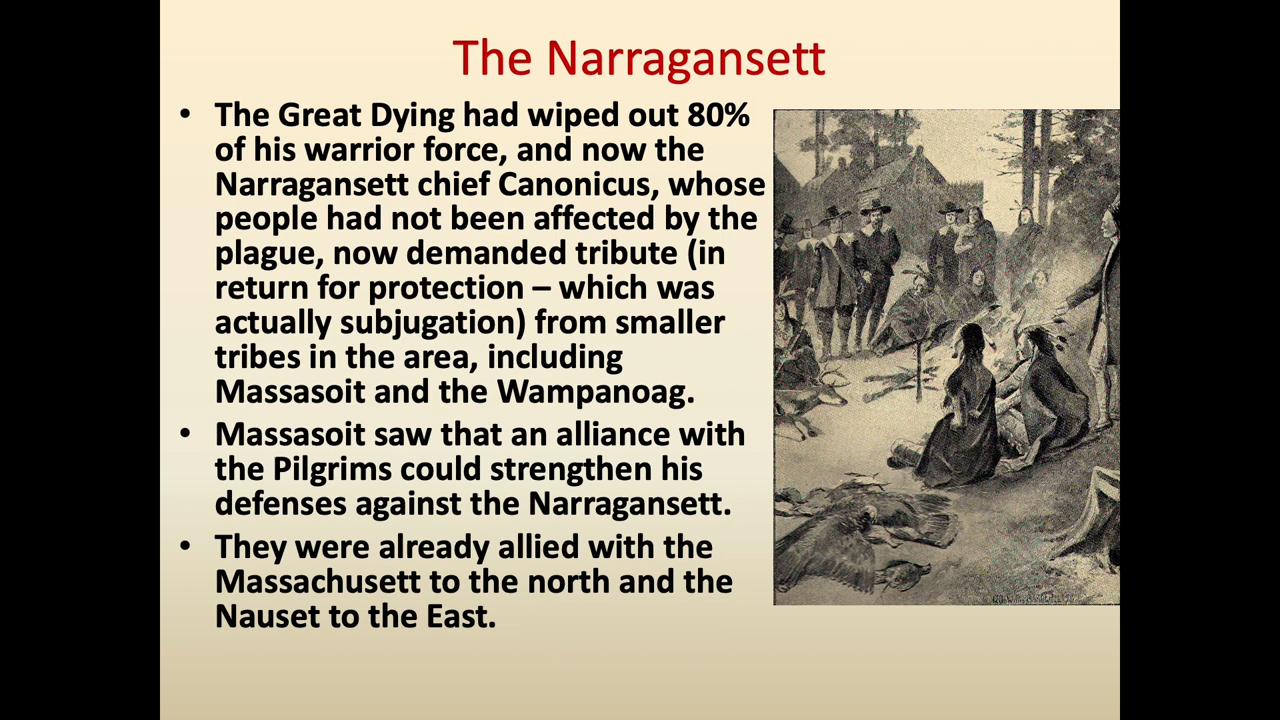 The Narragansett
• The Great Dying had wiped out 80%
of his warrior force, and now the
Narragansett chief Canonicus, whose
people had not been affected by the
plague, now demanded tribute (in
return for protection – which was
actually subjugation) from smaller
tribes in the area, including
Massasoit and the Wampanoag.
• Massasoit saw that an alliance with
the Pilgrims could strengthen his
defenses against the Narragansett.
• They were already allied with the
Massachusett to the north and the
Nauset to the East.